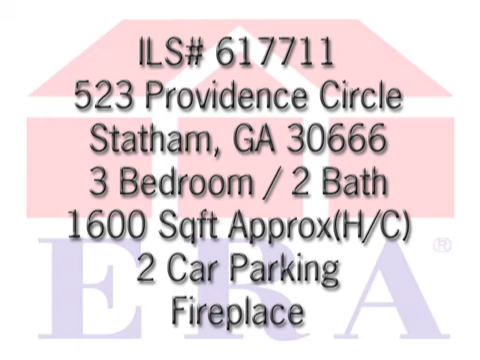 ILS# 617711
523 Providence Circle
Statham, GA 30666
3 Bedroom / 2 Bath
1600 Sqft Approx(H/C)
2 Car Parking
Fireplace
ERA®